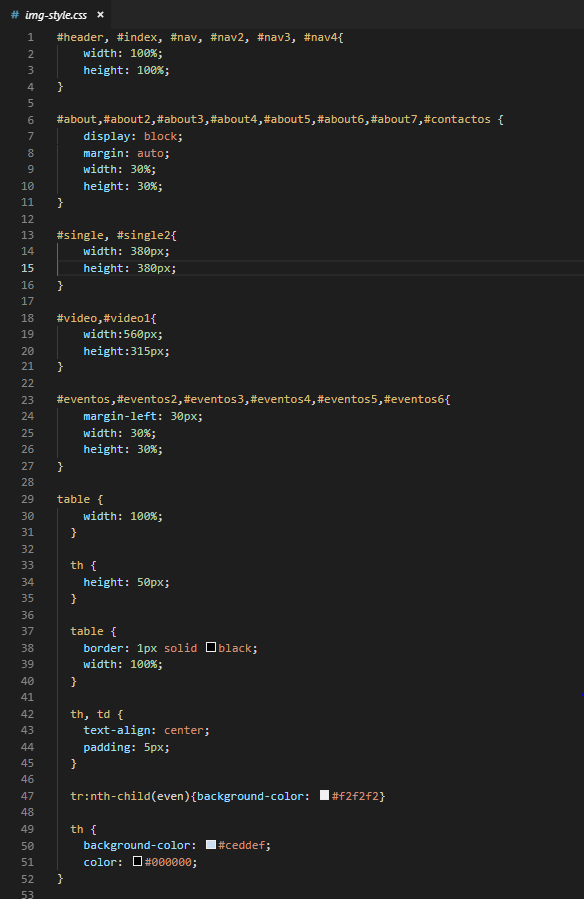 # img-style.css ×
1 #header, #index, #nav, #nav2, #nav3, #nav4{
2 width: 100%;
3 height: 100%;
4 }
5
6 #about,#about2,#about3,#about4,#about5,#about6,#about7,#contactos {
7 display: block;
8 margin: auto;
9 width: 30%;
10 height: 30%;
11 }
12
13 #single, #single2{
14 width: 380px;
15 height: 380px;
16 }
17
18 #video,#video1{
19 width:560px;
20 height:315px;
21 }
22
23 #eventos,#eventos2,#eventos3,#eventos4,#eventos5,#eventos6{
24 margin-left: 30px;
25 width: 30%;
26 height: 30%;
27 }
28
29 table {
30 width: 100%;
31 }
32
33 th {
34 height: 50px;
35 }
36
37 table {
38 border: 1px solid black;
39 width: 100%;
40 }
41
42 th, td {
43 text-align: center;
44 padding: 5px;
45 }
46
47 tr:nth-child(even){background-color: #f2f2f2}
48
49 th {
50 background-color: #ceddef;
51 color: #000000;
52 }
53